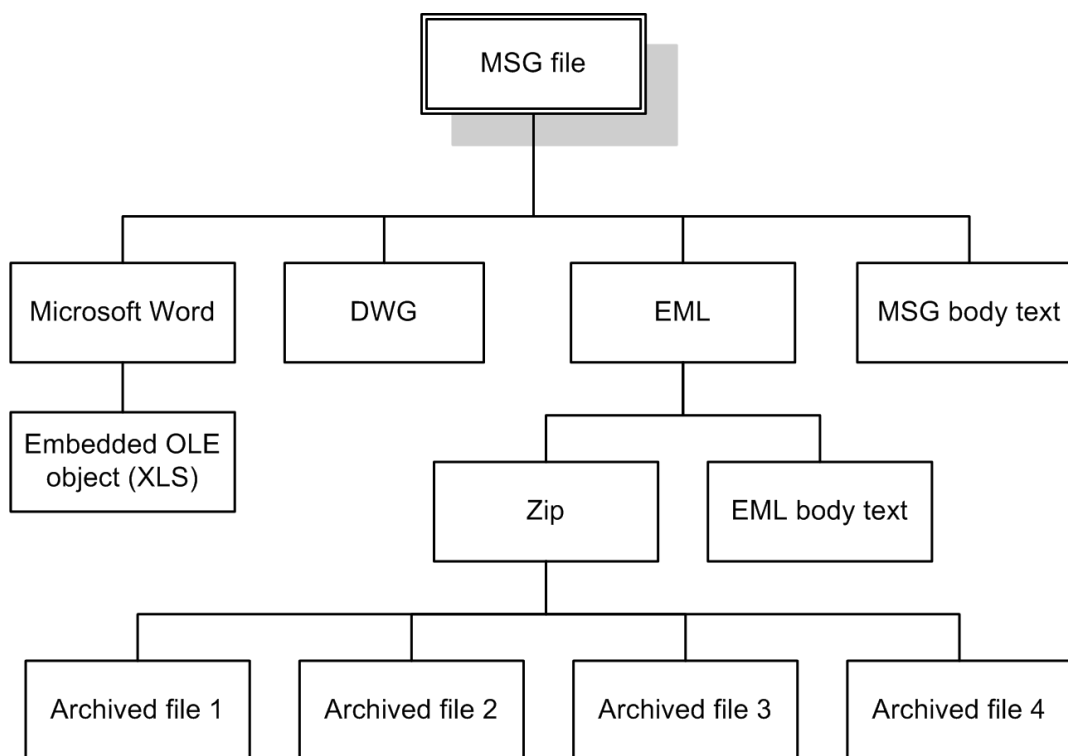 MSG file
Microsoft Word
DWG
EML
MSG body text
Embedded OLE
object (XLS)
Zip
EML body text
Archived file 1
Archived file 2
Archived file 3
Archived file 4